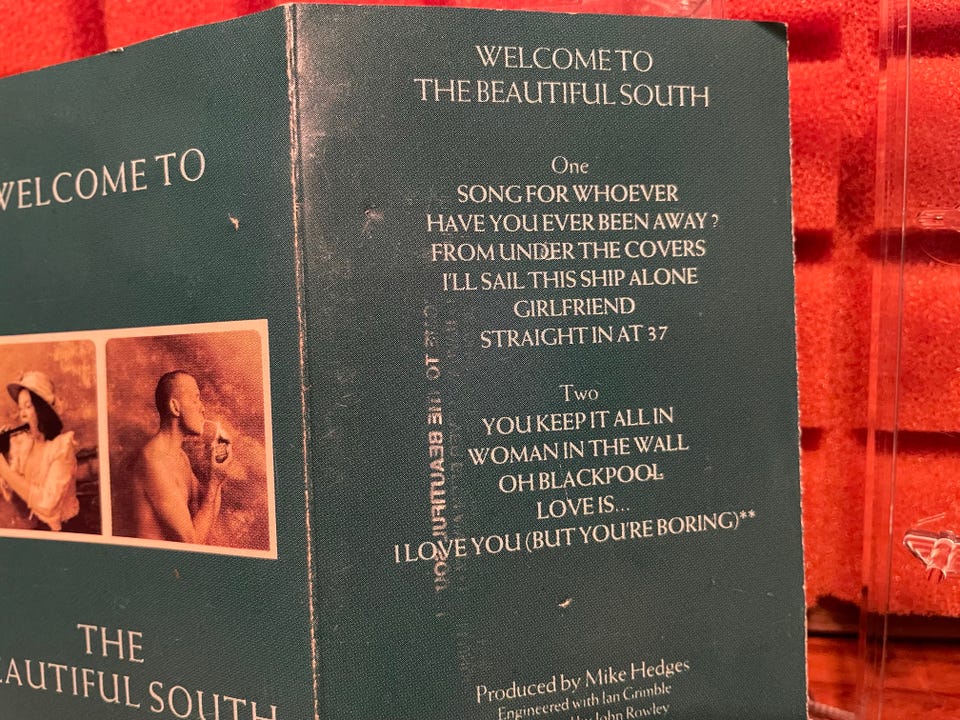 WELCOME TO
THE
BEAUTIFUL SOUTH
WELCOME TO
THE BEAUTIFUL SOUTH
One
SONG FOR WHOEVER
HAVE YOU EVER BEEN AWAY ?
FROM UNDER THE COVERS
I'LL SAIL THIS SHIP ALONE
GIRLFRIEND
STRAIGHT IN AT 37
Two
YOU KEEP IT ALL IN
WOMAN IN THE WALL
OH BLACKPOOL
LOVE IS...
I LOVE YOU (BUT YOU'RE BORING)**
Produced by Mike Hedges
Engineered with Ian Grimble
by John Rowley